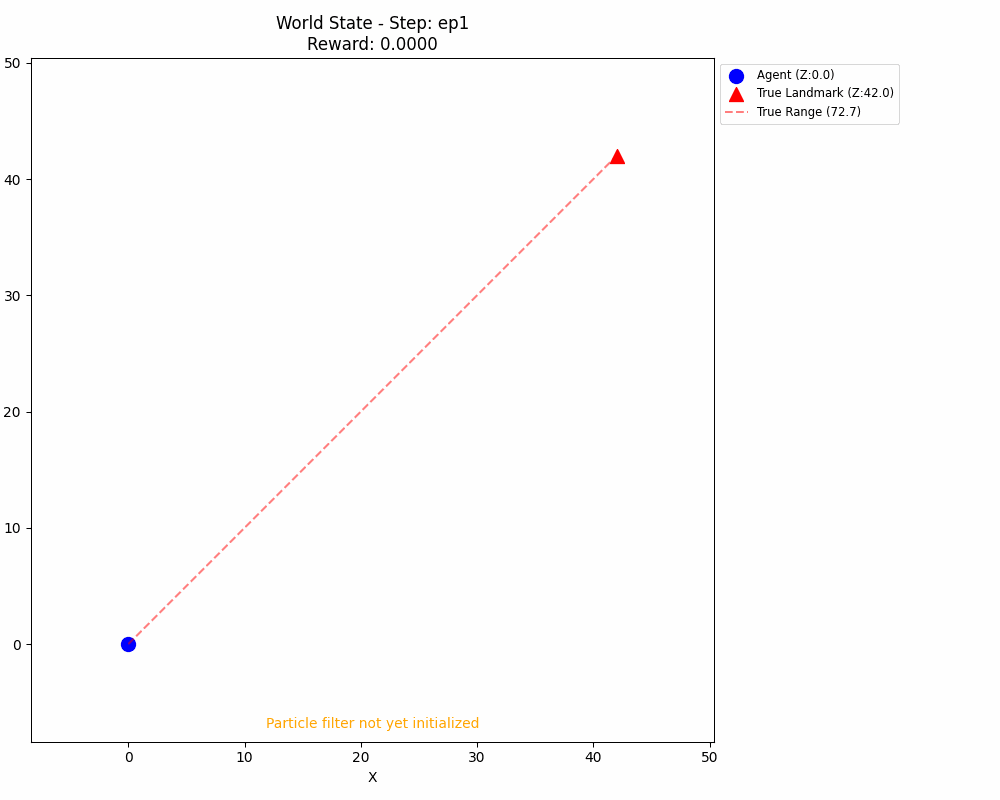 World State - Step: ep1
Reward: 0.0000
Agent (Z:0.0)
True Landmark (Z:42.0)
True Range (72.7)
50
40
30
20
10
0
Particle filter not yet initialized
0 10 20 30 40 50
X